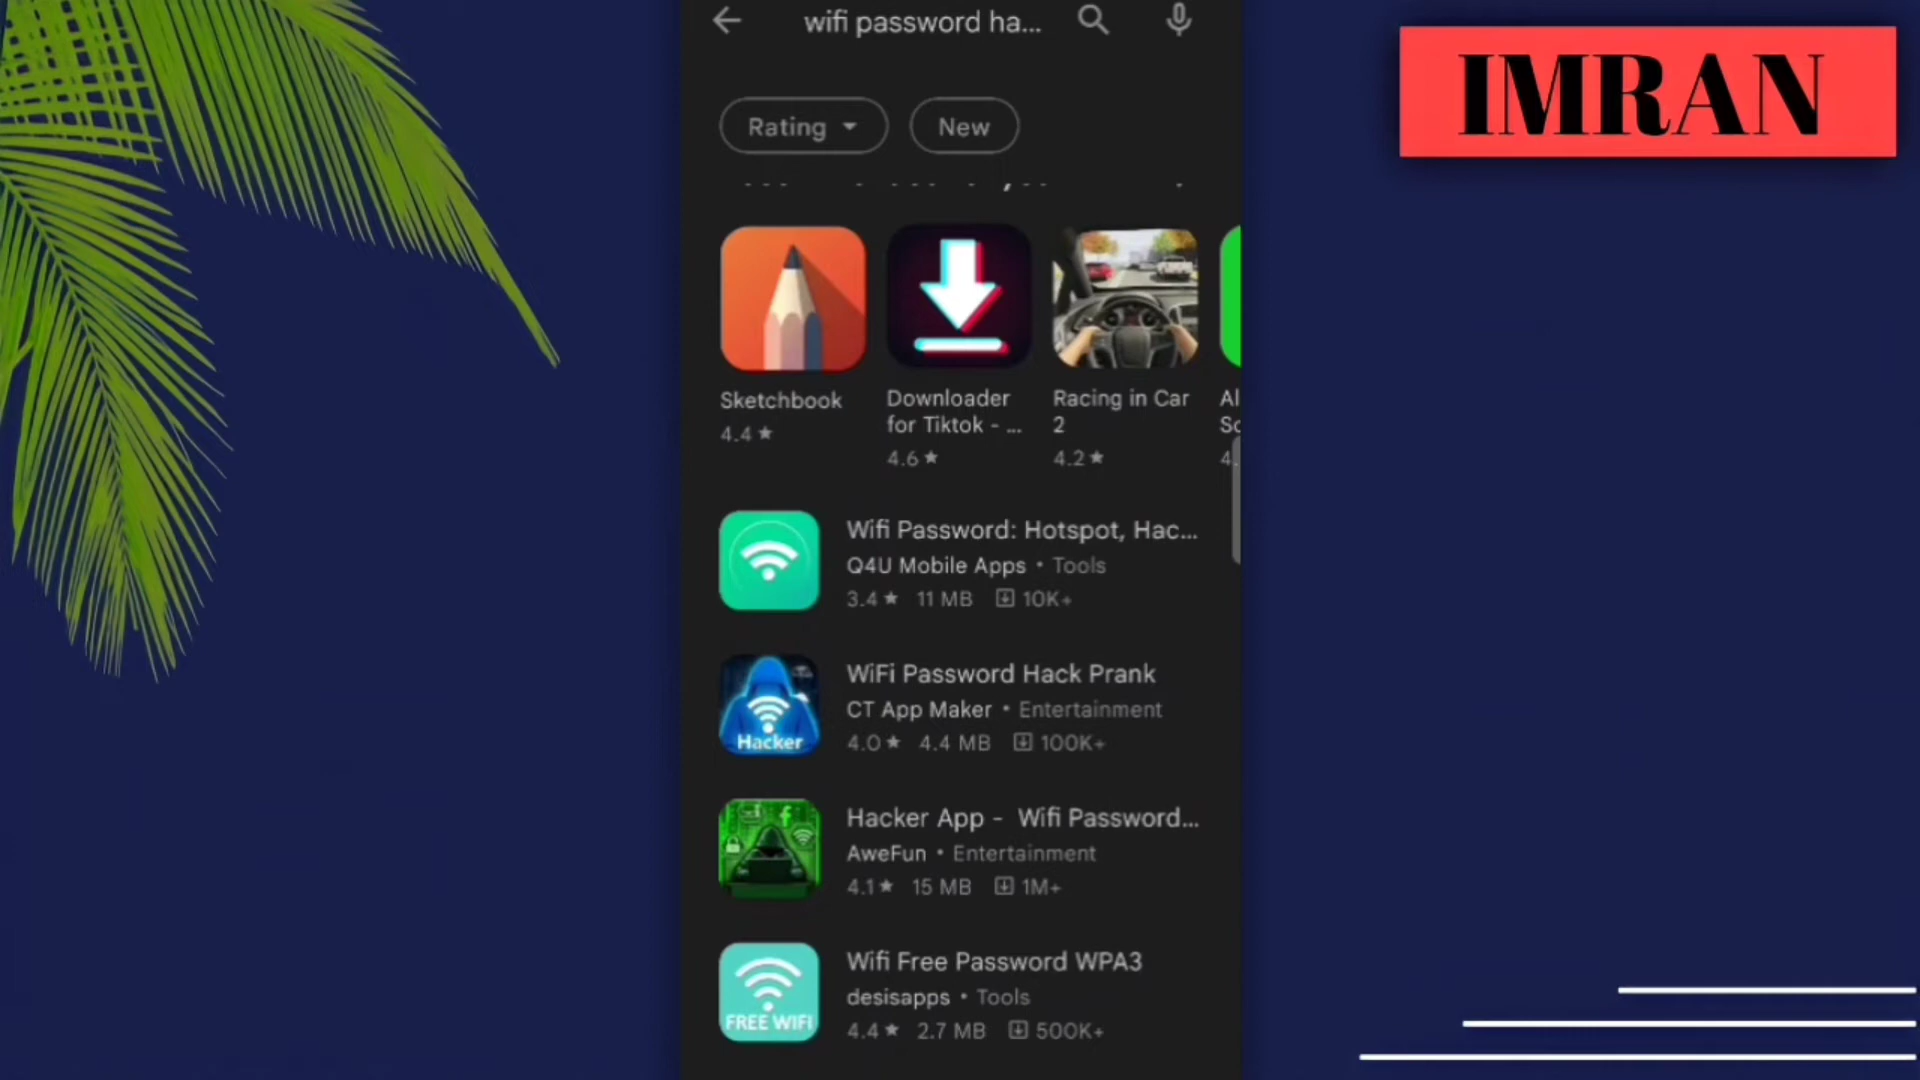 wifi password ha...
IMRAN
Rating
New
Sketchbook
4.4★
Downloader
for Tiktok - ...
4.6★
Racing in Car
2
4.2★
Al
So
4.
Wifi Password: Hotspot, Hac...
Q4U Mobile Apps • Tools
3.4★ 11 MB 10K+
WiFi Password Hack Prank
CT App Maker • Entertainment
4.0★ 4.4 MB 100K+
Hacker
Hacker App - Wifi Password...
AweFun • Entertainment
4.1★ 15 MB 1M+
Wifi Free Password WPA3
desisapps • Tools
4.4★ 2.7 MB 500K+
FREE WIFI